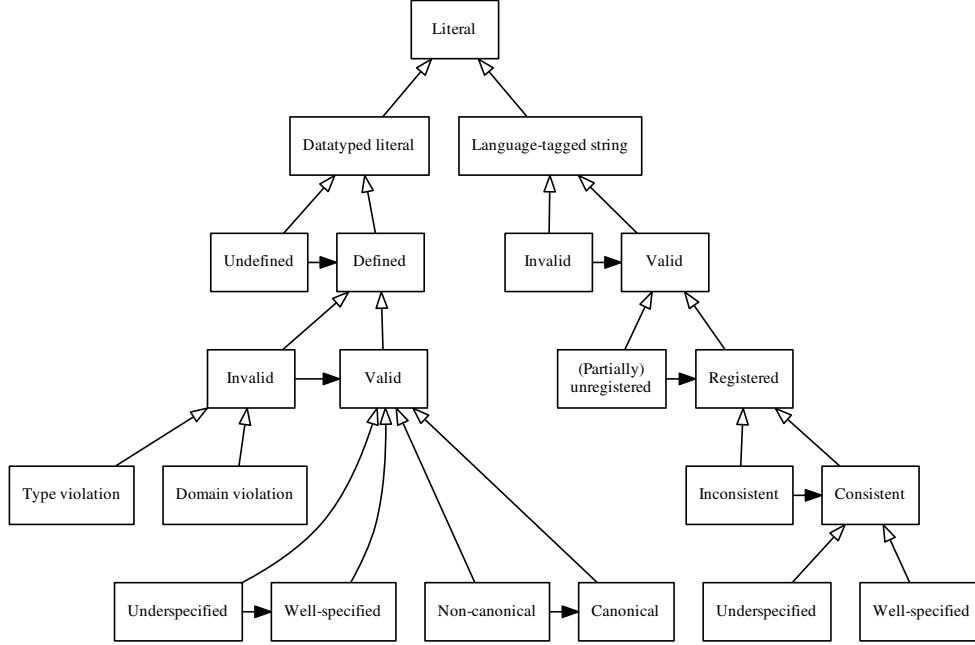 Literal
Datatyped literal
Language-tagged string
Undefined
Defined
Invalid
Valid
Invalid
Valid
(Partially)
unregistered
Registered
Type violation
Domain violation
Inconsistent
Consistent
Underspecified
Well-specified
Non-canonical
Canonical
Underspecified
Well-specified